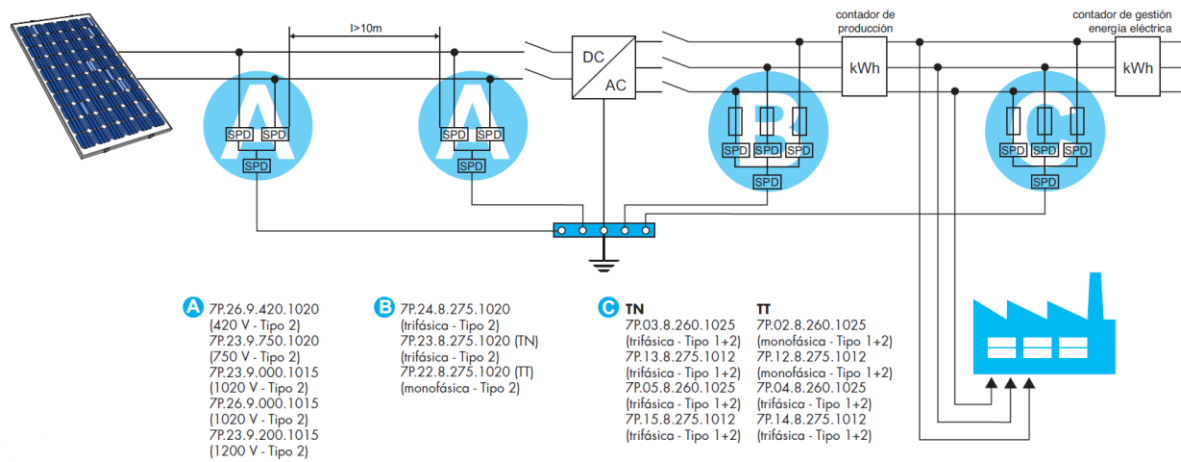 l>10m
contador de
producción
contador de gestión
energía eléctrica
DC
AC
kWh
kWh
A
A
B
C
SPD
SPD
SPD
SPD
SPD
SPD
SPD
SPD
SPD
SPD
SPD
SPD
SPD
SPD
A
7P.26.9.420.1020
(420 V - Tipo 2)
7P.23.9.750.1020
(750 V - Tipo 2)
7P.23.9.000.1015
(1020 V - Tipo 2)
7P.26.9.000.1015
(1020 V - Tipo 2)
7P.23.9.200.1015
(1200 V - Tipo 2)
B
7P.24.8.275.1020
(trifásica - Tipo 2)
7P.23.8.275.1020 (TN)
(trifásica - Tipo 2)
7P.22.8.275.1020 (TT)
(monofásica - Tipo 2)
C
TN
7P.03.8.260.1025
(trifásica - Tipo 1+2)
7P.13.8.275.1012
(trifásica - Tipo 1+2)
7P.05.8.260.1025
(trifásica - Tipo 1+2)
7P.15.8.275.1012
(trifásica - Tipo 1+2)
TT
7P.02.8.260.1025
(monofásica - Tipo 1+2)
7P.12.8.275.1012
(monofásica - Tipo 1+2)
7P.04.8.260.1025
(trifásica - Tipo 1+2)
7P.14.8.275.1012
(trifásica - Tipo 1+2)